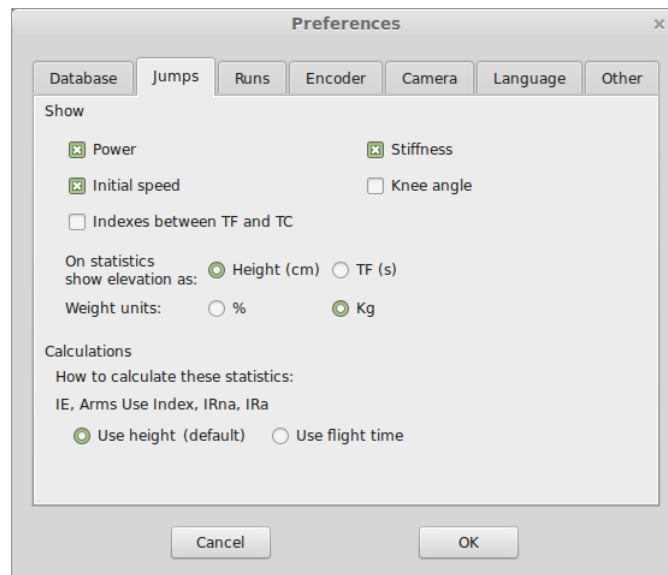 Preferences
Database Jumps Runs Encoder Camera Language Other
Show
Power Stiffness
Initial speed Knee angle
Indexes between TF and TC
On statistics
show elevation as: Height (cm) TF (s)
Weight units: % Kg
Calculations
How to calculate these statistics:
IE, Arms Use Index, IRna, IRa
Use height (default) Use flight time
Cancel OK